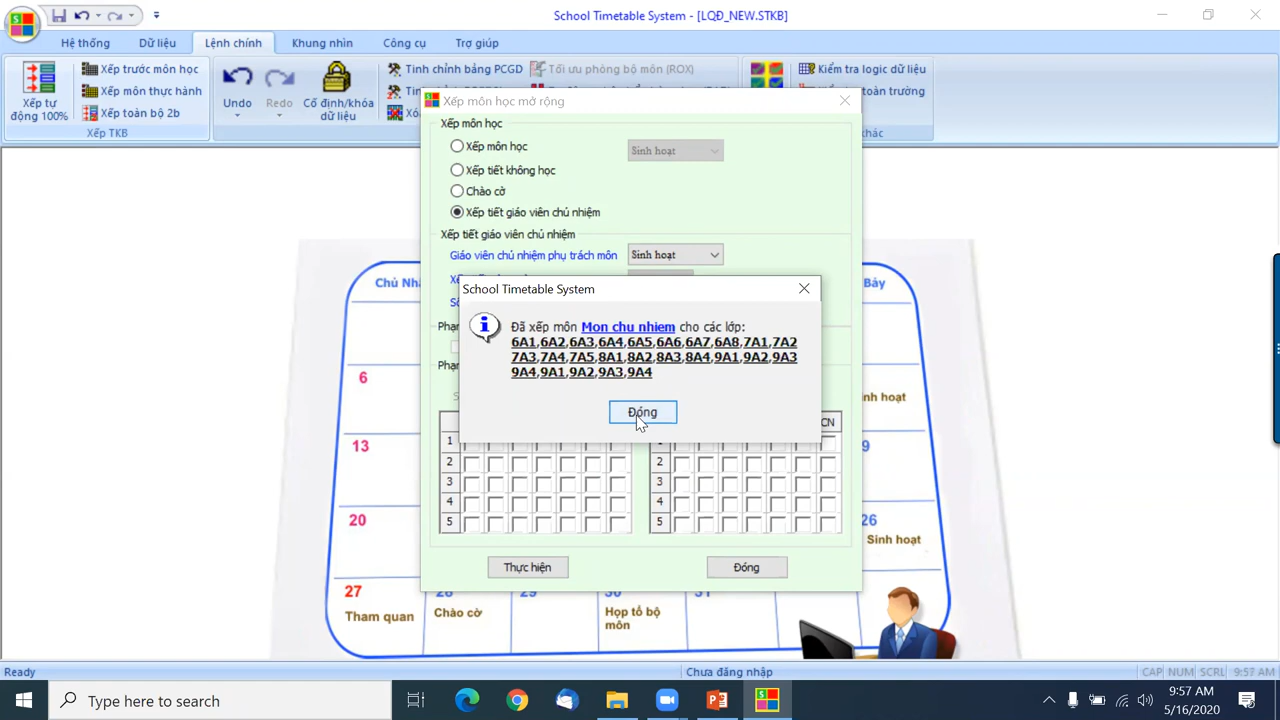 School Timetable System - [LQĐ_NEW.STKB]
Hệ thống
Dữ liệu
Lệnh chính
Khung nhìn
Công cụ
Trợ giúp
Xếp tự động 100%
Xếp trước môn học
Xếp môn thực hành
Xếp toàn bộ 2b
Xếp TKB
Undo
Redo
Cố định/khóa dữ liệu
Tinh chỉnh bảng PCGD
Tối ưu phòng bộ môn (ROX)
Kiểm tra logic dữ liệu
toàn trường
khác
Xếp môn học mở rộng
Xếp môn học
Xếp môn học
Sinh hoạt
Xếp tiết không học
Chào cờ
Xếp tiết giáo viên chủ nhiệm
Xếp tiết giáo viên chủ nhiệm
Giáo viên chủ nhiệm phụ trách môn
Sinh hoạt
School Timetable System
Đã xếp môn Mon chu nhiem cho các lớp:
6A1,6A2,6A3,6A4,6A5,6A6,6A7,6A8,7A1,7A2
7A3,7A4,7A5,8A1,8A2,8A3,8A4,9A1,9A2,9A3
9A4,9A1,9A2,9A3,9A4
Đóng
CN
1
2
2
3
3
4
4
5
5
Thực hiện
Đóng
Chủ Nhậ
Bảy
6
Sinh hoạt
13
9
20
26
Sinh hoạt
27
28
29
30
31
Tham quan
Chào cờ
Họp tổ bộ
môn
Ready
Chưa đăng nhập
CAP NUM SCRL 9:57 AM
Type here to search
9:57 AM
5/16/2020